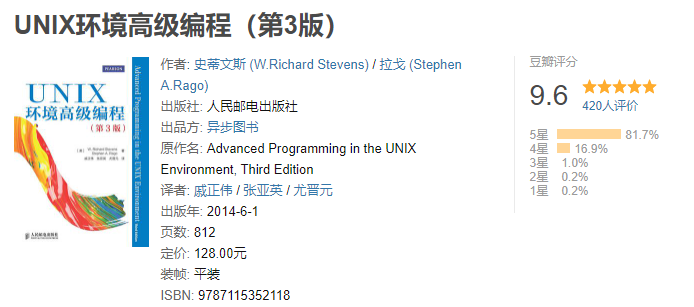 UNIX环境高级编程（第3版）
PEARSON
UNIX
环境高级编程
（第3版）
Advanced Programming in the UNIX Environment
人民邮电出版社
作者: 史蒂文斯 (W.Richard Stevens) / 拉戈 (Stephen
A.Rago)
出版社: 人民邮电出版社
出品方: 异步图书
原作名: Advanced Programming in the UNIX
Environment, Third Edition
译者: 戚正伟 / 张亚英 / 尤晋元
出版年: 2014-6-1
页数: 812
定价: 128.00元
装帧: 平装
ISBN: 9787115352118
豆瓣评分
9.6
420人评价
5星 81.7%
4星 16.9%
3星 1.0%
2星 0.2%
1星 0.2%